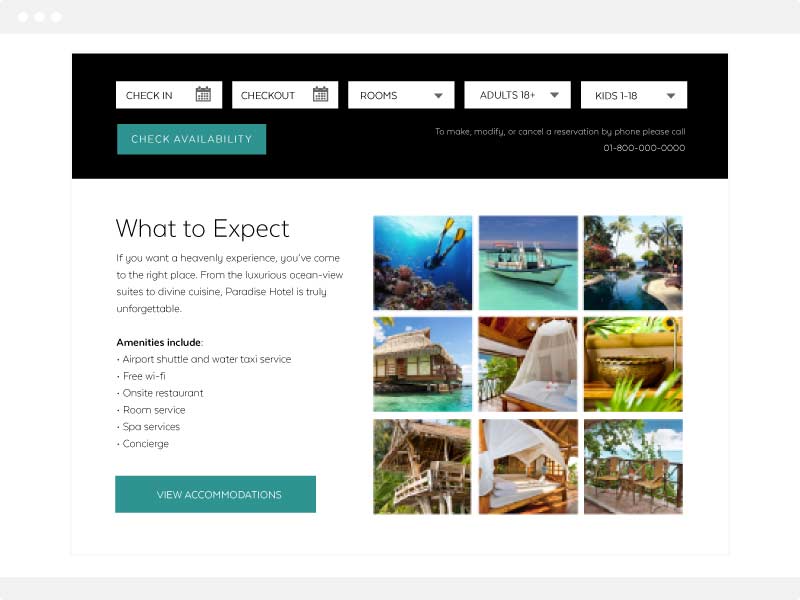 CHECK IN
CHECKOUT
ROOMS
ADULTS 18+
KIDS 1-18
CHECK AVAILABILITY
To make, modify, or cancel a reservation by phone please call
01-800-000-0000
What to Expect
If you want a heavenly experience, you've come
to the right place. From the luxurious ocean-view
suites to divine cuisine, Paradise Hotel is truly
unforgettable.
Amenities include:
• Airport shuttle and water taxi service
• Free wi-fi
• Onsite restaurant
• Room service
• Spa services
• Concierge
VIEW ACCOMMODATIONS